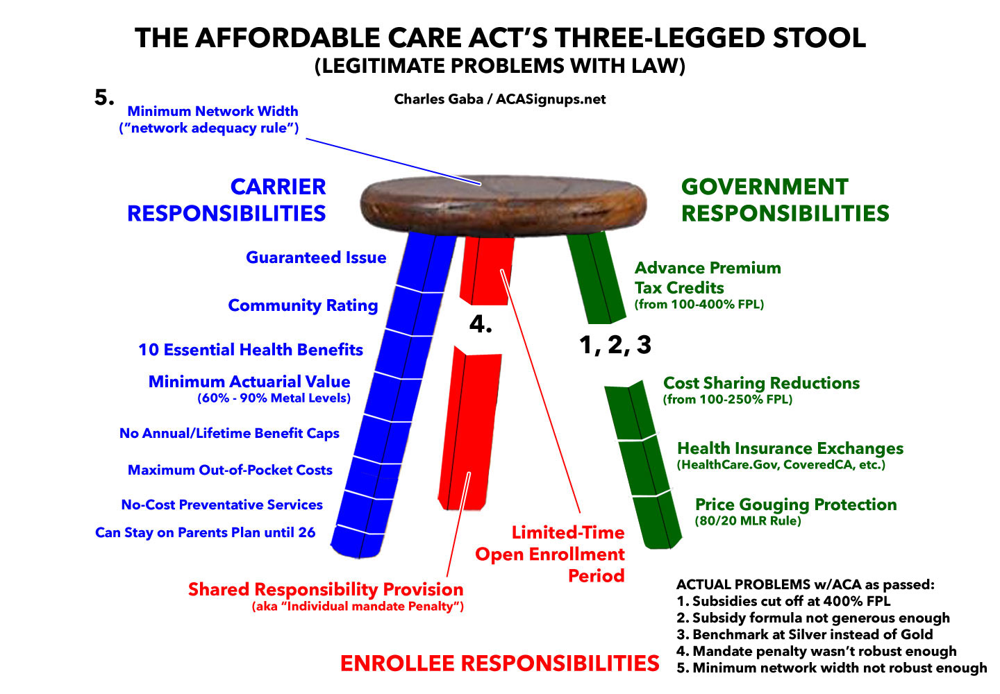 THE AFFORDABLE CARE ACT'S THREE-LEGGED STOOL
(LEGITIMATE PROBLEMS WITH LAW)
Charles Gaba / ACASignups.net
5.
Minimum Network Width
("network adequacy rule")
CARRIER
RESPONSIBILITIES
Guaranteed Issue
Community Rating
10 Essential Health Benefits
Minimum Actuarial Value
(60% - 90% Metal Levels)
No Annual/Lifetime Benefit Caps
Maximum Out-of-Pocket Costs
No-Cost Preventative Services
Can Stay on Parents Plan until 26
4.
1, 2, 3
GOVERNMENT
RESPONSIBILITIES
Advance Premium
Tax Credits
(from 100-400% FPL)
Cost Sharing Reductions
(from 100-250% FPL)
Health Insurance Exchanges
(HealthCare.Gov, CoveredCA, etc.)
Price Gouging Protection
(80/20 MLR Rule)
Limited-Time
Open Enrollment
Period
Shared Responsibility Provision
(aka "Individual mandate Penalty")
ENROLLEE RESPONSIBILITIES
ACTUAL PROBLEMS w/ACA as passed:
1. Subsidies cut off at 400% FPL
2. Subsidy formula not generous enough
3. Benchmark at Silver instead of Gold
4. Mandate penalty wasn't robust enough
5. Minimum network width not robust enough